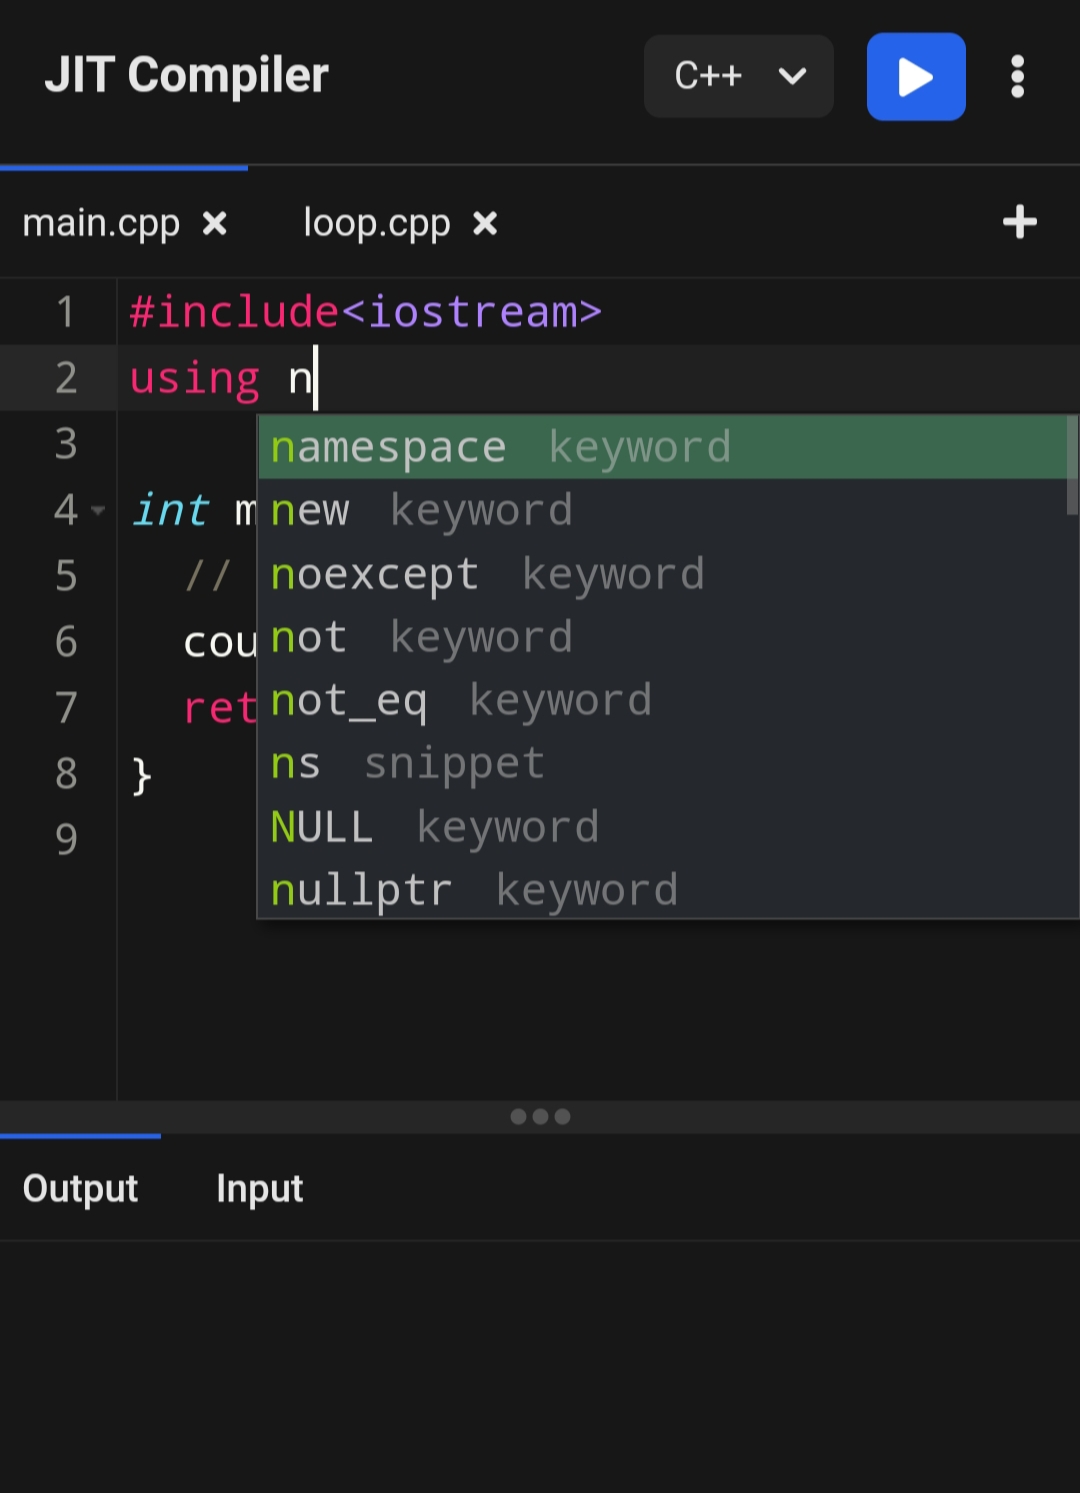 JIT Compiler
C++
main.cpp
loop.cpp
1 #include<iostream>
2 using n
3
4 int m
5 //
6 cou
7 ret
8 }
9
namespace keyword
new keyword
noexcept keyword
not keyword
not_eq keyword
ns snippet
NULL keyword
nullptr keyword
Output Input